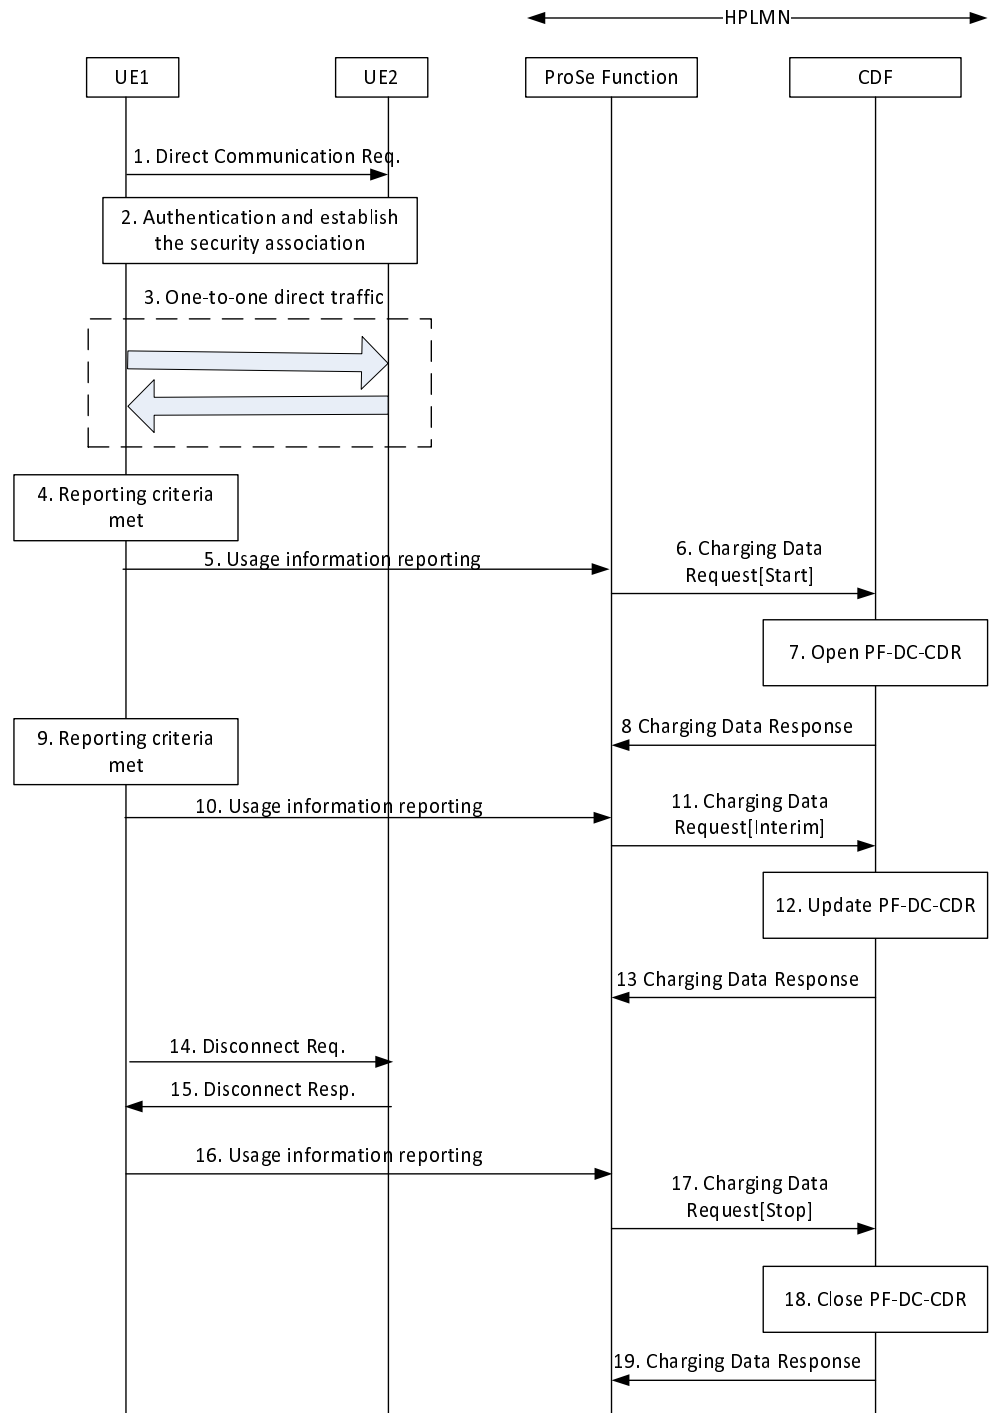 HPLMN
UE1
UE2
ProSe Function
CDF
1. Direct Communication Req.
2. Authentication and establish
the security association
3. One-to-one direct traffic
4. Reporting criteria
met
5. Usage information reporting
6. Charging Data
Request[Start]
7. Open PF-DC-CDR
8 Charging Data Response
9. Reporting criteria
met
10. Usage information reporting
11. Charging Data
Request[Interim]
12. Update PF-DC-CDR
13 Charging Data Response
14. Disconnect Req.
15. Disconnect Resp.
16. Usage information reporting
17. Charging Data
Request[Stop]
18. Close PF-DC-CDR
19. Charging Data Response